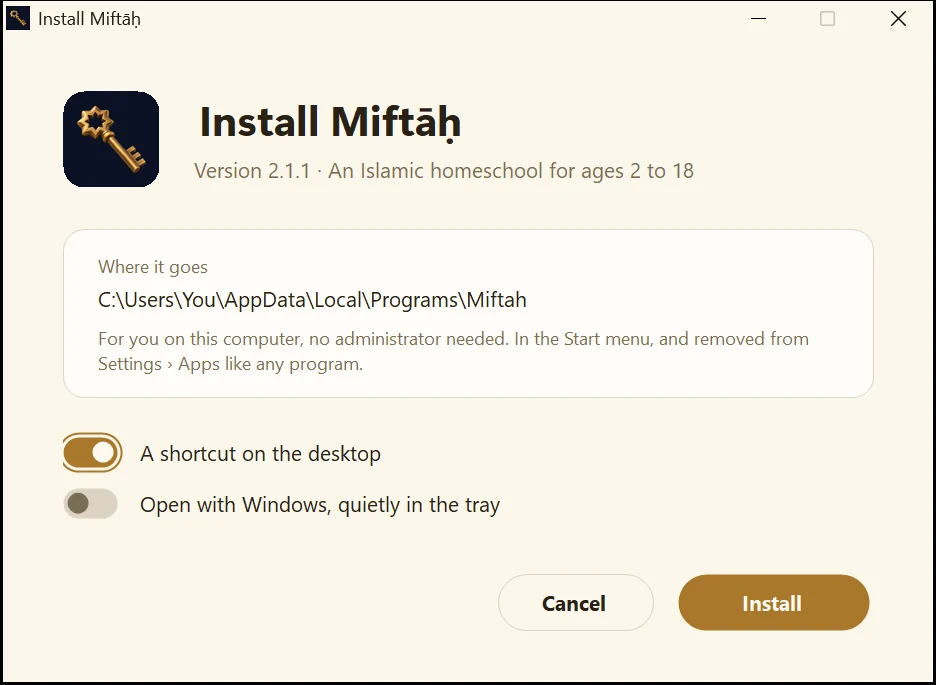 Install Miftāḥ
Install Miftāḥ
Version 2.1.1 · An Islamic homeschool for ages 2 to 18
Where it goes
C:\Users\You\AppData\Local\Programs\Miftah
For you on this computer, no administrator needed. In the Start menu, and removed from
Settings › Apps like any program.
A shortcut on the desktop
Open with Windows, quietly in the tray
Cancel
Install